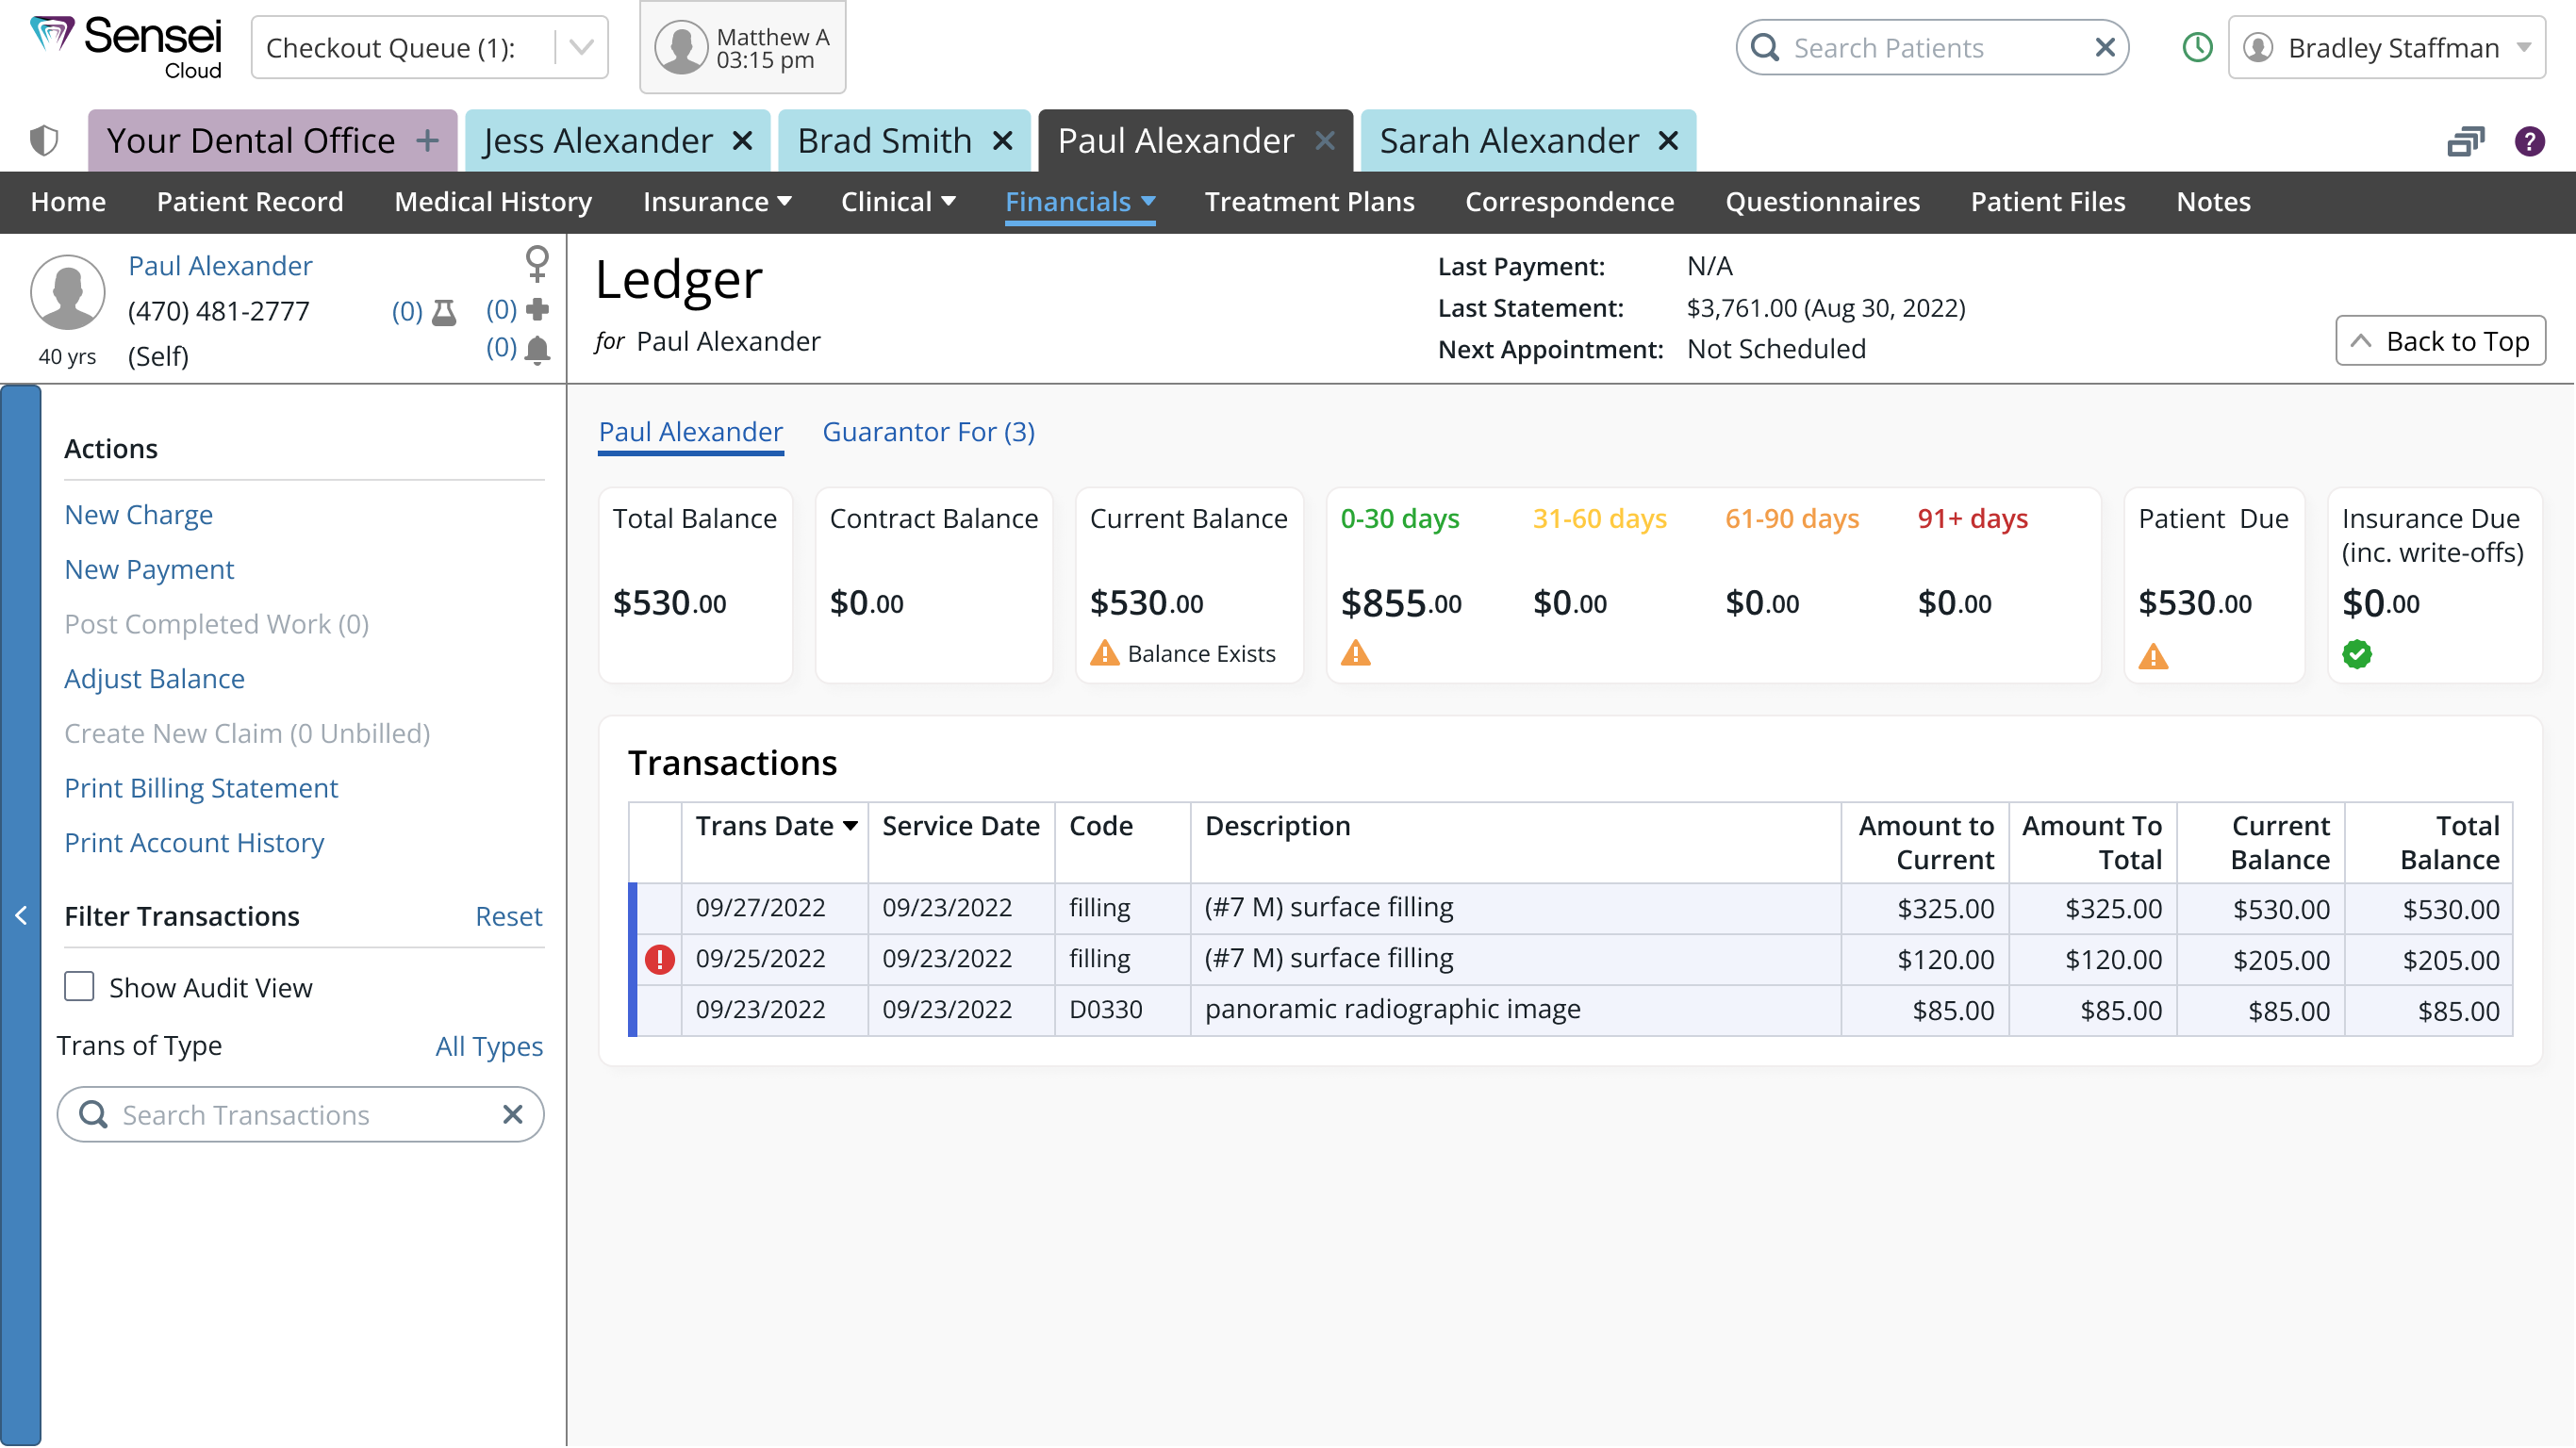 Sensei
Cloud
Checkout Queue (1):
Matthew A
03:15 pm
Search Patients
Bradley Staffman
Your Dental Office
Jess Alexander
Brad Smith
Paul Alexander
Sarah Alexander
?
Home Patient Record Medical History Insurance Clinical Financials Treatment Plans Correspondence Questionnaires Patient Files Notes
Paul Alexander
(470) 481-2777
(0) (0)
40 yrs
(Self)
(0)
Ledger
for Paul Alexander
Last Payment: N/A
Last Statement: $3,761.00 (Aug 30, 2022)
Next Appointment: Not Scheduled
Back to Top
Actions
New Charge
New Payment
Post Completed Work (0)
Adjust Balance
Create New Claim (0 Unbilled)
Print Billing Statement
Print Account History
Filter Transactions Reset
Show Audit View
Trans of Type All Types
Search Transactions
Paul Alexander Guarantor For (3)
Total Balance
$530.00
Contract Balance
$0.00
Current Balance
$530.00
Balance Exists
0-30 days 31-60 days 61-90 days 91+ days
$855.00 $0.00 $0.00 $0.00
Patient Due
$530.00
Insurance Due
(inc. write-offs)
$0.00
Transactions
Trans Date Service Date Code Description Amount to Current Amount To Total Current Balance Total Balance
09/27/2022 09/23/2022 filling (#7 M) surface filling $325.00 $325.00 $530.00 $530.00
09/25/2022 09/23/2022 filling (#7 M) surface filling $120.00 $120.00 $205.00 $205.00
09/23/2022 09/23/2022 D0330 panoramic radiographic image $85.00 $85.00 $85.00 $85.00